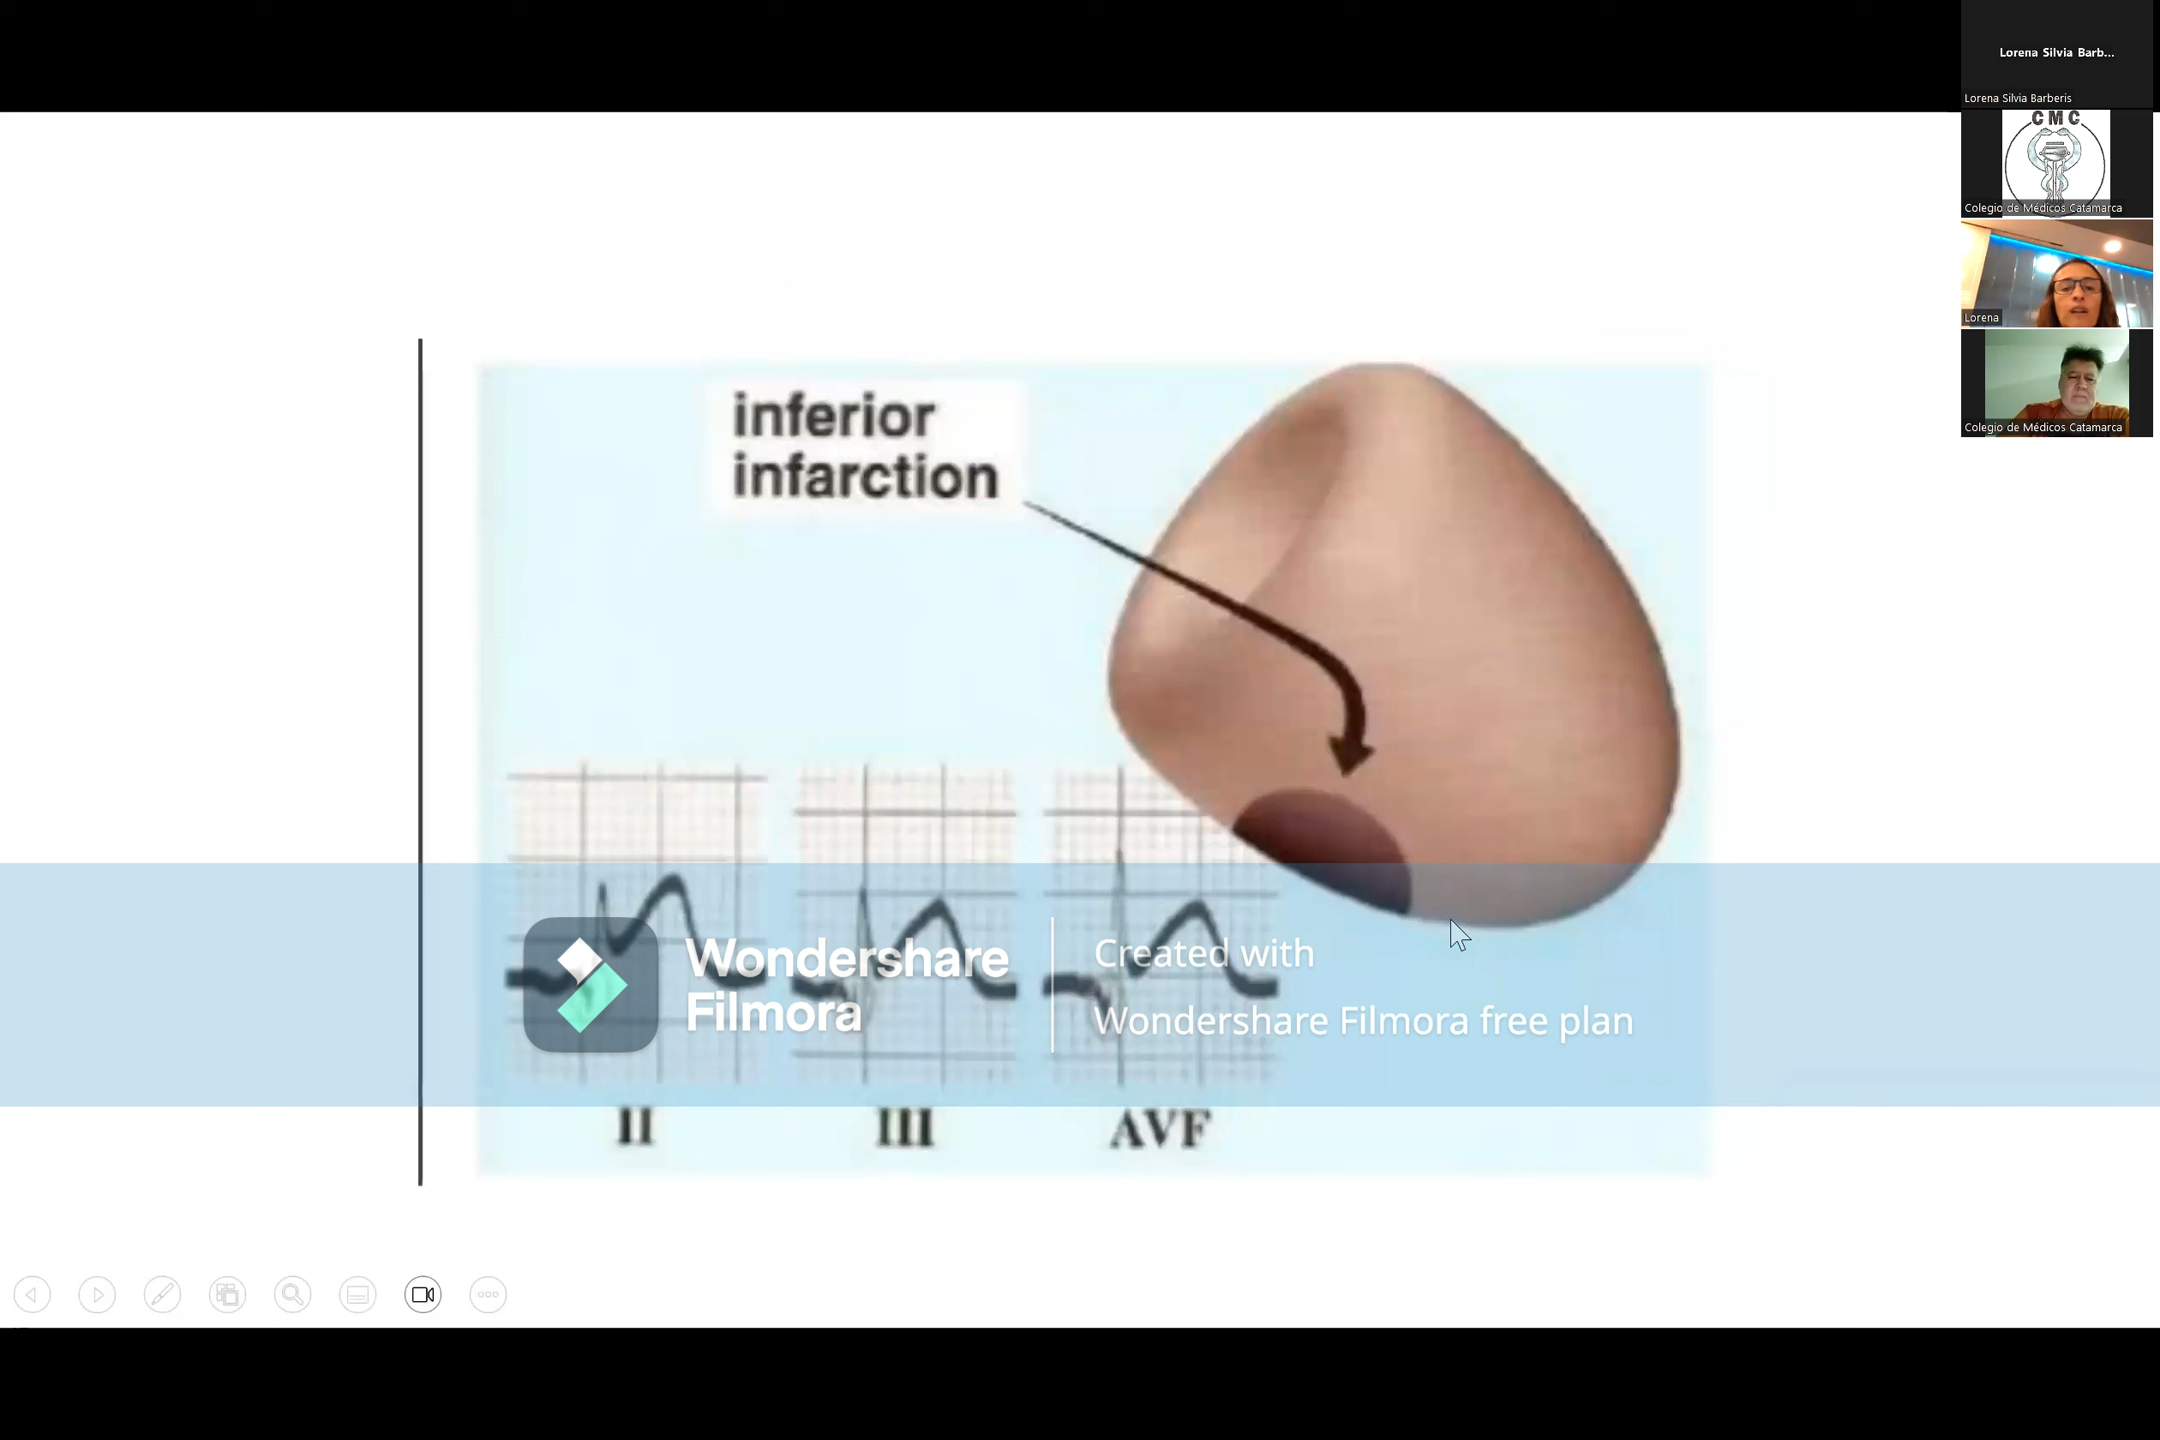 Lorena Silvia Barb...
Lorena Silvia Barberis
CMC
Colegio de Médicos Catamarca
Lorena
Colegio de Médicos Catamarca
inferior
infarction
Wondershare
Filmora
Created with
Wondershare Filmora free plan
II
III
AVF